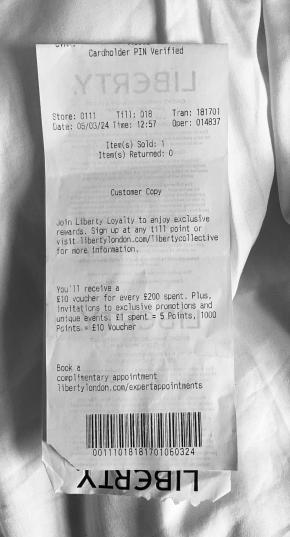 Cardholder PIN Verified
LIBERTY.
Store: 0111 Till: 018 Tran: 181701
Date: 05/03/24 Time: 12:57 Oper: 014837
Item(s) Sold: 1
Item(s) Returned: 0
Customer Copy
Join Liberty Loyalty to enjoy exclusive
rewards. Sign up at any till point or
visit libertylondon.com/libertycollective
for more information.
You'll receive a
£10 voucher for every £200 spent. Plus,
invitations to exclusive promotions and
unique events. £1 spent = 5 Points, 1000
Points = £10 Voucher
Book a
complimentary appointment
libertylondon.com/expertappointments
00111018181701060324
LIBERTY